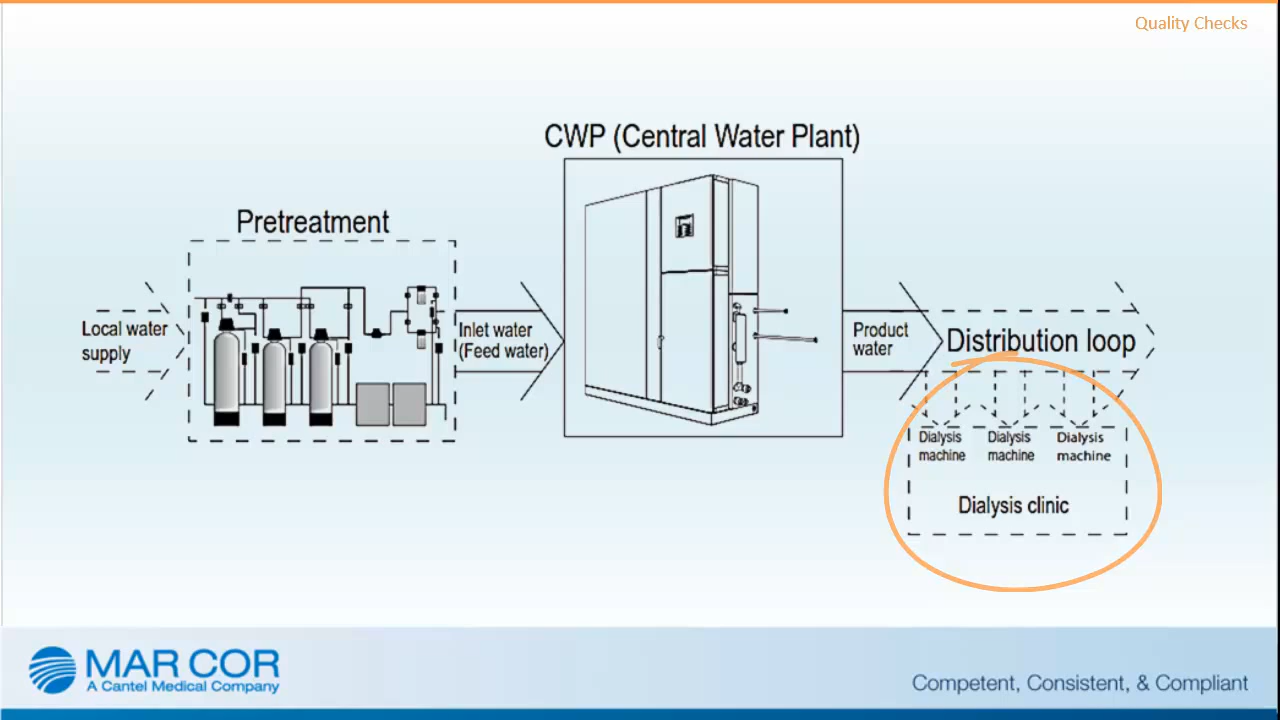 Quality Checks
CWP (Central Water Plant)
Pretreatment
Local water
supply
Inlet water
(Feed water)
Product
water
Distribution loop
Dialysis
machine
Dialysis
machine
Dialysis
machine
Dialysis clinic
MAR COR
A Cantel Medical Company
Competent, Consistent, & Compliant